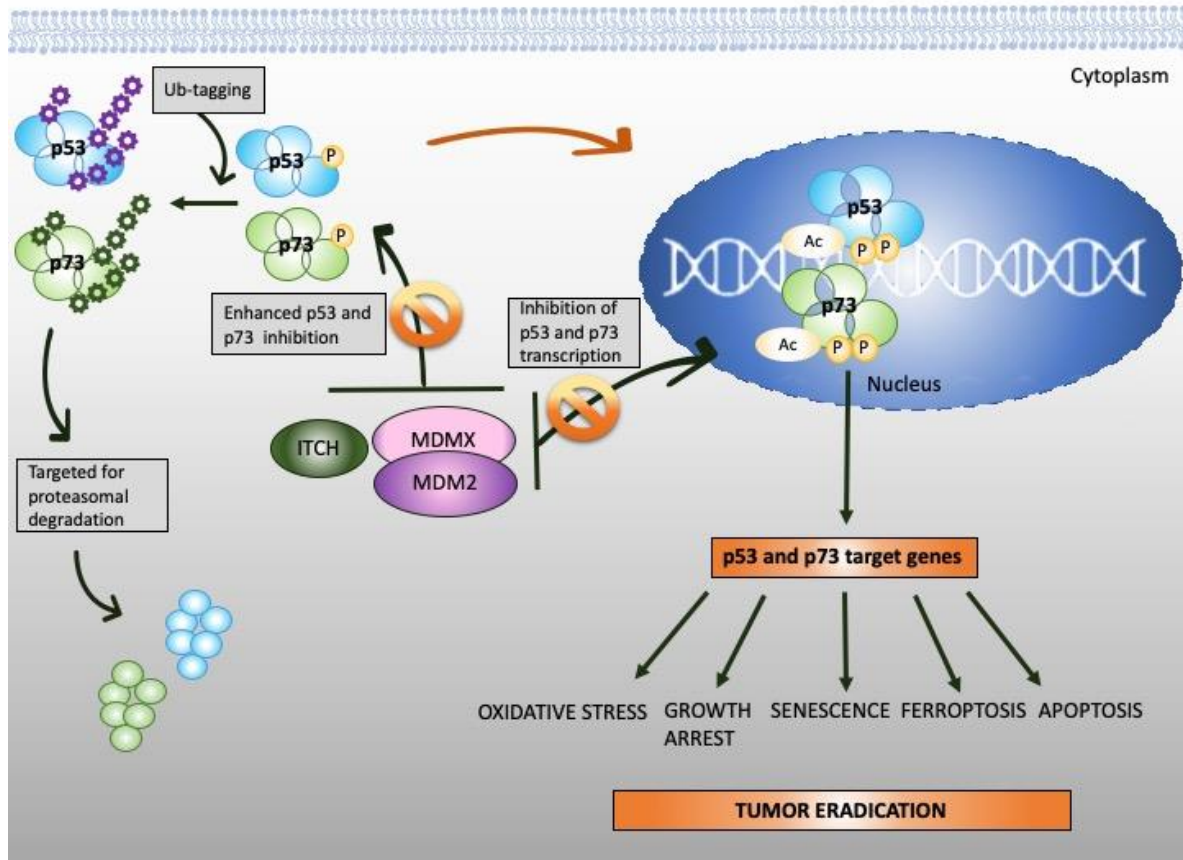 Cytoplasm
Ub-tagging
p53
p53
P
p73
p73
P
Enhanced p53 and
p73 inhibition
Inhibition of
p53 and p73
transcription
p53
Ac
P
P
p73
Ac
P
P
Nucleus
ITCH
MDMX
MDM2
Targeted for
proteasomal
degradation
p53 and p73 target genes
OXIDATIVE STRESS
GROWTH
ARREST
SENESCENCE
FERROPTOSIS
APOPTOSIS
TUMOR ERADICATION